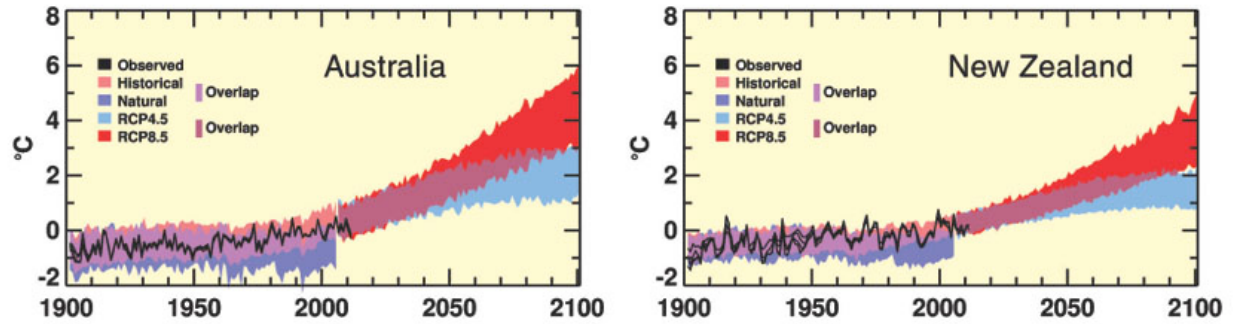 8
6
4
2
0
-2
°C
Australia
Observed
Historical
Natural
RCP4.5
RCP8.5
Overlap
Overlap
1900 1950 2000 2050 2100
8
6
4
2
0
-2
°C
New Zealand
Observed
Historical
Natural
RCP4.5
RCP8.5
Overlap
Overlap
1900 1950 2000 2050 2100